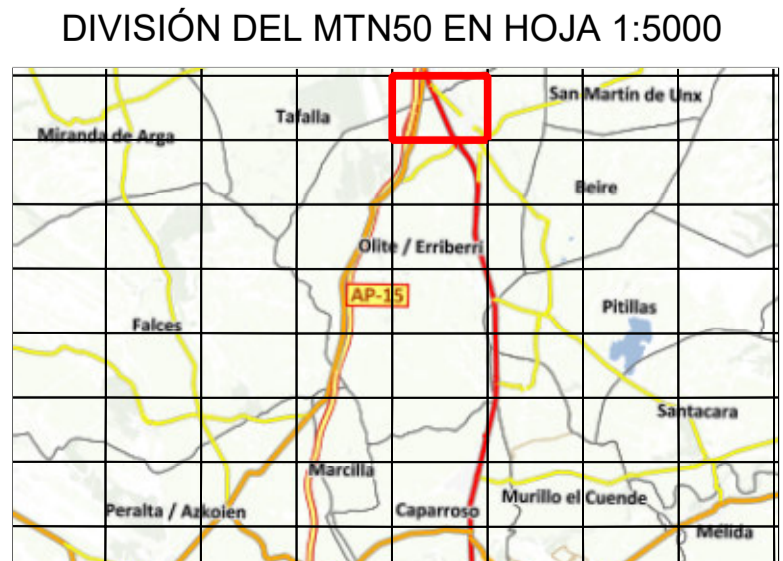 DIVISIÓN DEL MTN50 EN HOJA 1:5000
San Martín de Unx
Tafalla
Miranda de Arga
Beire
Olite / Erriberri
AP-15
Pitillas
Falces
Santacara
Marcilla
Murillo el Cuende
Peralta / Azkoien
Caparroso
Mélida